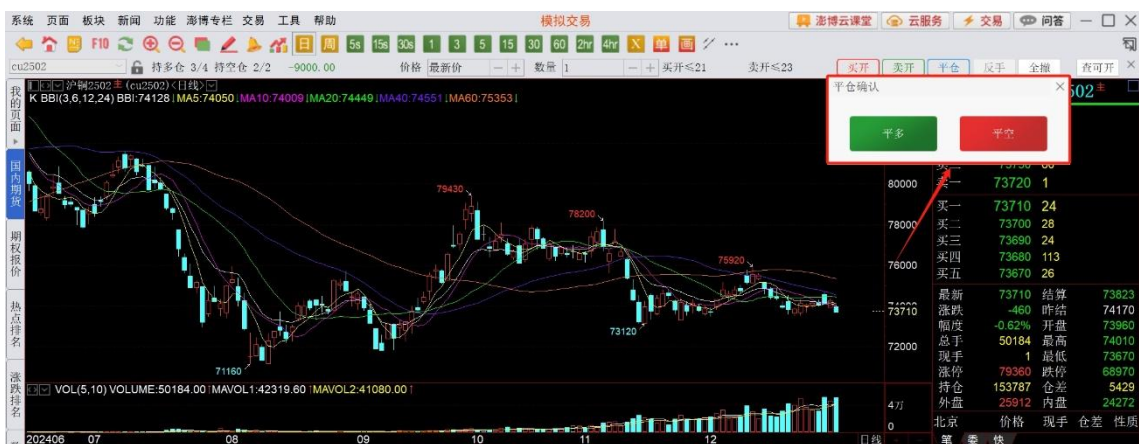 系统 页面 板块 新闻 功能 澎博专栏 交易 工具 帮助 模拟交易 澎博云课堂 云服务 交易 问答
F10 日 周 5s 15s 30s 1 3 5 15 30 60 2hr 4hr X 单 画
cu2502 持多仓 3/4 持空仓 2/2 -9000.00 价格 最新价 数量 1 买开≤21 卖开≤23 买开 卖开 平仓 反手 全撤 查可开
平仓确认
平多 平空
我的页面
国内期货
期权报价
热点排名
涨跌排名
沪铜2502主 (cu2502)<日线>
K BBI(3,6,12,24) BBI:74128↓MA5:74050↓MA10:74009↓MA20:74449↓MA40:74551↓MA60:75353↓
502主
79430
78200
75920
73120
71160
80000
78000
76000
73710
72000
卖一 73720 1
买一 73710 24
买二 73700 28
买三 73690 24
买四 73680 113
买五 73670 26
最新 73710 结算 73823
涨跌 -460 昨结 74170
幅度 -0.62% 开盘 73960
总手 50184 最高 74010
现手 1 最低 73670
涨停 79360 跌停 68970
持仓 153787 仓差 5429
外盘 25912 内盘 24272
北京 价格 现手 仓差 性质
笔 委 快
VOL(5,10) VOLUME:50184.00↑MAVOL1:42319.60↑MAVOL2:41080.00↑
4万
0
202406 07 08 09 10 11 12 日线